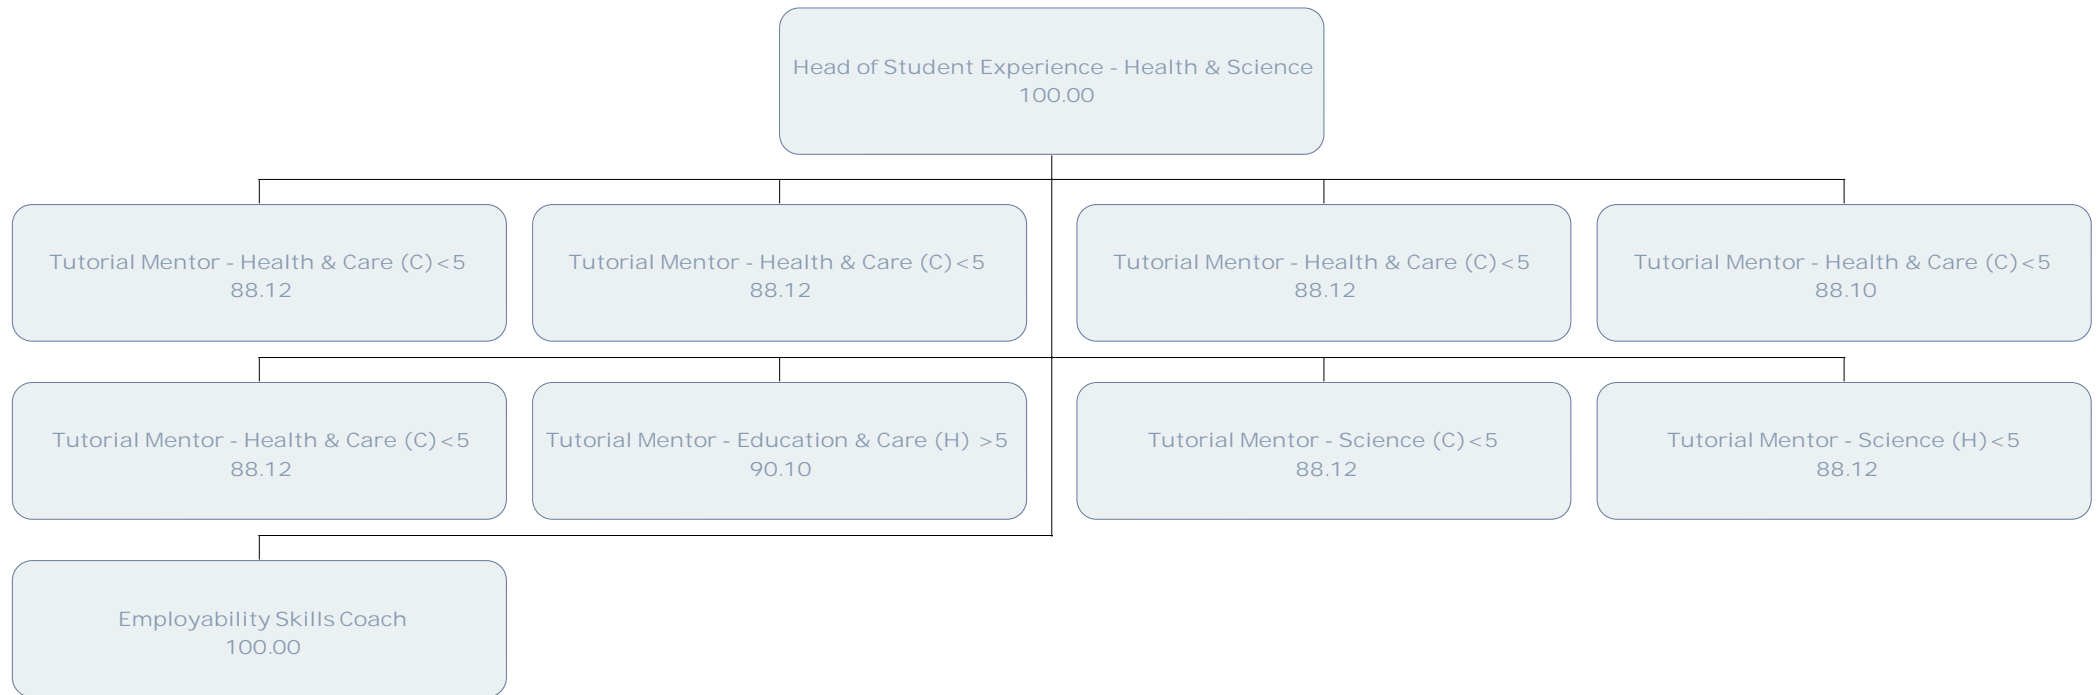 Head of Student Experience - Health & Science
100.00
Tutorial Mentor - Health & Care (C)<5
88.12
Tutorial Mentor - Health & Care (C)<5
88.12
Tutorial Mentor - Health & Care (C)<5
88.12
Tutorial Mentor - Health & Care (C)<5
88.10
Tutorial Mentor - Health & Care (C)<5
88.12
Tutorial Mentor - Education & Care (H) >5
90.10
Tutorial Mentor - Science (C)<5
88.12
Tutorial Mentor - Science (H)<5
88.12
Employability Skills Coach
100.00